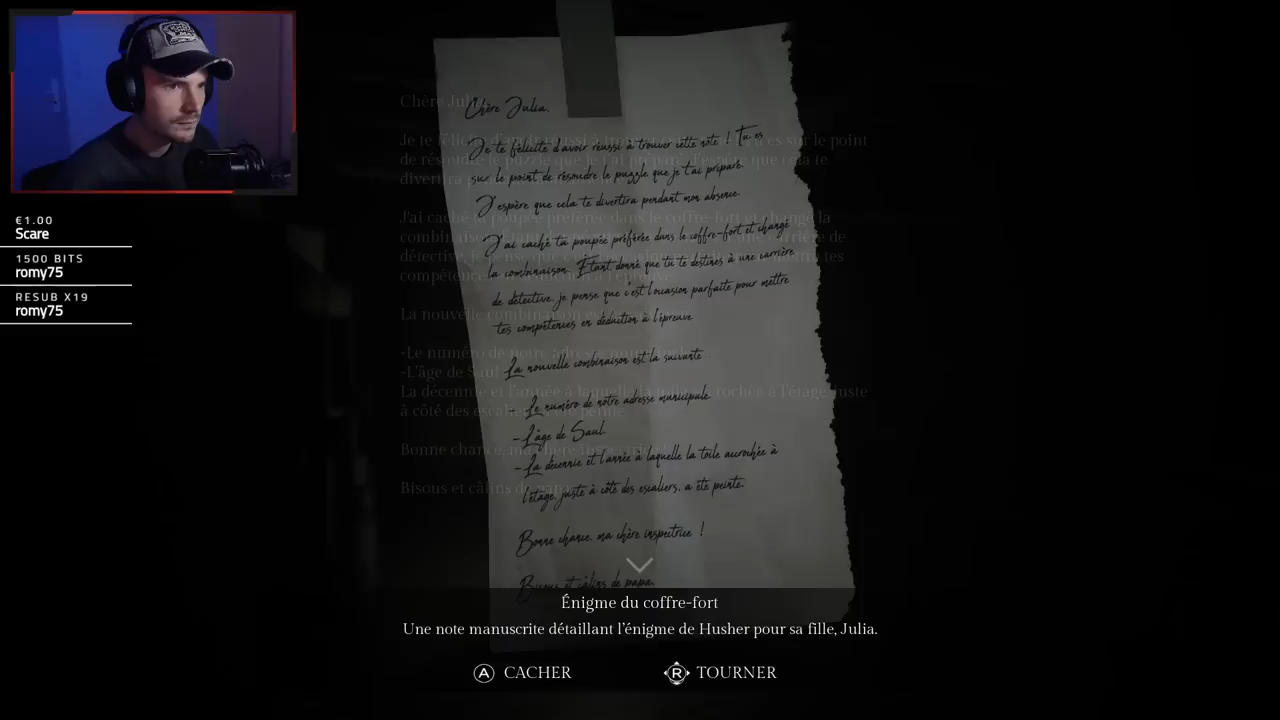 €1.00
Scare
1500 BITS
romy75
RESUB X19
romy75
Chère Julia.
Je te félicite d'avoir réussi à trouver cette note ! Tu es
sur le point de résoudre le puzzle que je t'ai préparé.
J'espère que cela te divertira pendant mon absence.
J'ai caché ta poupée préférée dans le coffre-fort et changé
la combinaison. Étant donné que tu te destines à une carrière
de détective, je pense que c'est l'occasion parfaite pour mettre
tes compétences en déduction à l'épreuve.
La nouvelle combinaison est la suivante
-Le numéro de notre adresse municipale.
-L'âge de Saul.
-La décennie et l'année à laquelle la toile accrochée à
l'étage, juste à côté des escaliers, a été peinte.
Bonne chance, ma chère inspectrice !
Bisous et câlins de papa.
Énigme du coffre-fort
Une note manuscrite détaillant l'énigme de Husher pour sa fille, Julia.
A CACHER
R TOURNER